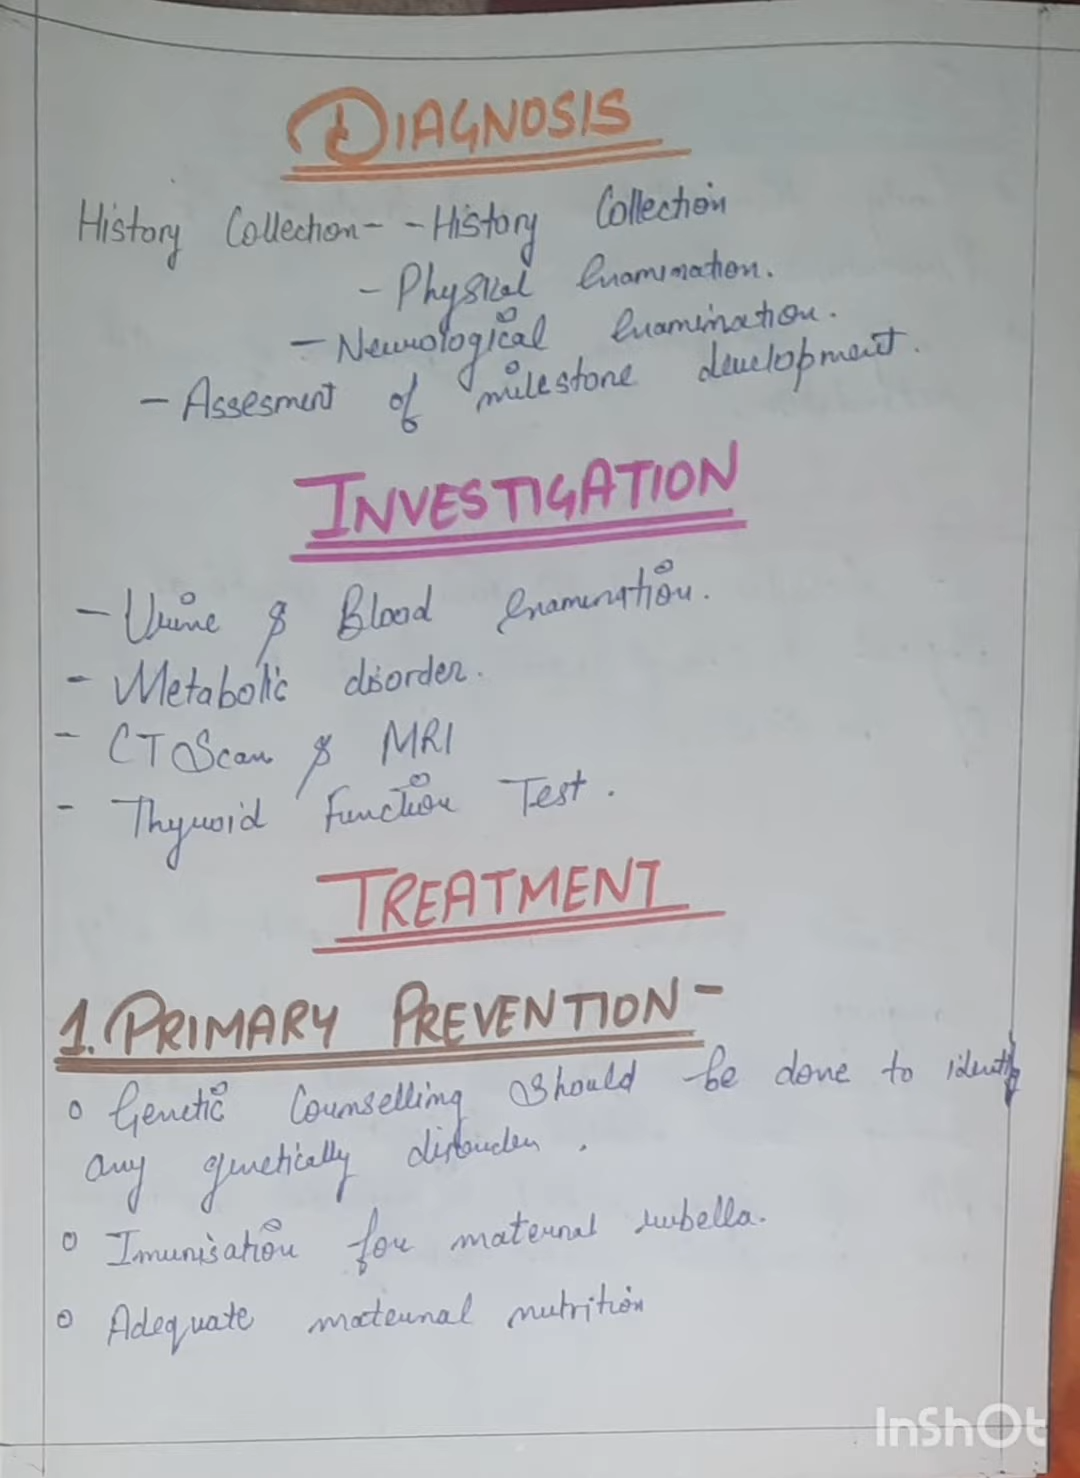 DIAGNOSIS
History Collection- - History Collection
- Physical Examination.
- Neurological Examination.
- Assesment of milestone development.
INVESTIGATION
- Urine & Blood examination.
- Metabolic disorder.
- CT Scan & MRI
- Thyroid Function Test.
TREATMENT
1. PRIMARY PREVENTION -
o Genetic Counselling Should be done to identify
any genetically disorder.
o Imunisation for maternal rubella.
o Adequate maternal nutrition
InShOt